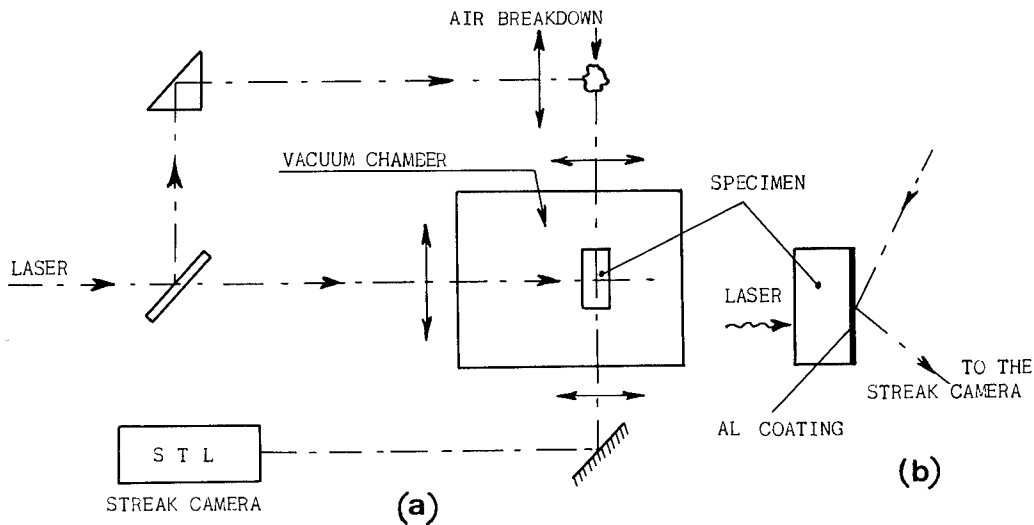 AIR BREAKDOWN
VACUUM CHAMBER
SPECIMEN
LASER
LASER
TO THE
STREAK CAMERA
AL COATING
S T L
STREAK CAMERA
(a)
(b)